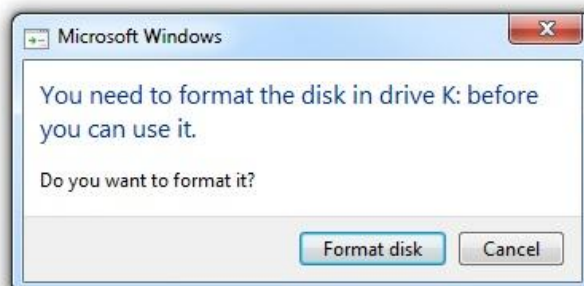 Microsoft Windows
You need to format the disk in drive K: before
you can use it.
Do you want to format it?
Format disk
Cancel